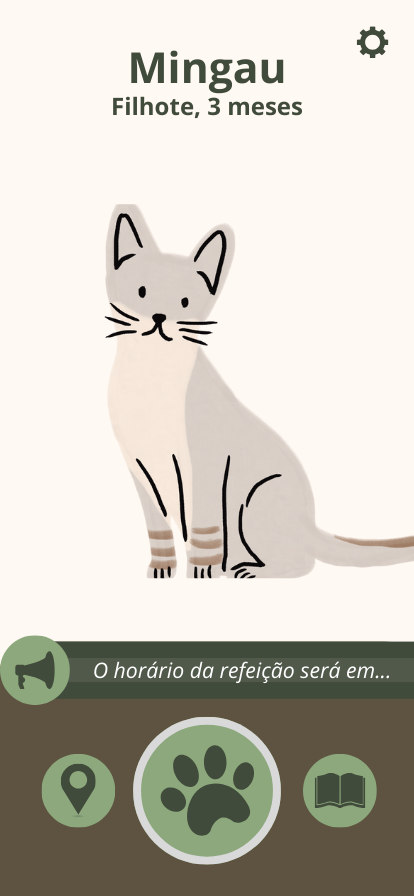 Mingau
Filhote, 3 meses
O horário da refeição será em...